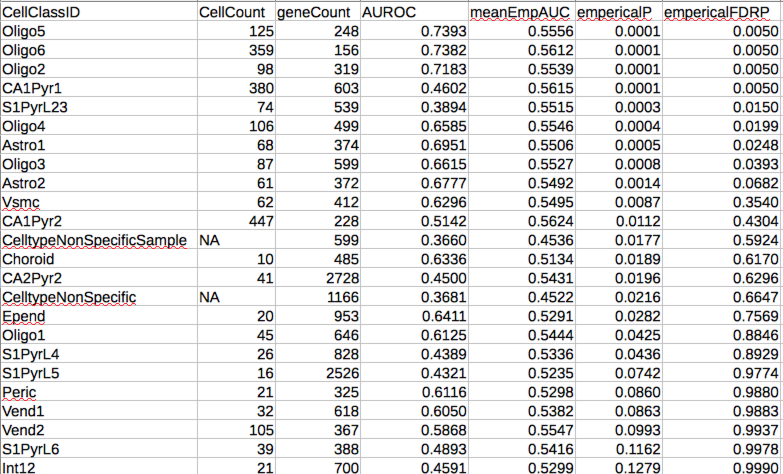 CellClassID CellCount geneCount AUROC meanEmpAUC empericalP empericalFDRP
Oligo5 125 248 0.7393 0.5556 0.0001 0.0050
Oligo6 359 156 0.7382 0.5612 0.0001 0.0050
Oligo2 98 319 0.7183 0.5539 0.0001 0.0050
CA1Pyr1 380 603 0.4602 0.5615 0.0001 0.0050
S1PyrL23 74 539 0.3894 0.5515 0.0003 0.0150
Oligo4 106 499 0.6585 0.5546 0.0004 0.0199
Astro1 68 374 0.6951 0.5506 0.0005 0.0248
Oligo3 87 599 0.6615 0.5527 0.0008 0.0393
Astro2 61 372 0.6777 0.5492 0.0014 0.0682
Vsmc 62 412 0.6296 0.5495 0.0087 0.3540
CA1Pyr2 447 228 0.5142 0.5624 0.0112 0.4304
CelltypeNonSpecificSample NA 599 0.3660 0.4536 0.0177 0.5924
Choroid 10 485 0.6336 0.5134 0.0189 0.6170
CA2Pyr2 41 2728 0.4500 0.5431 0.0196 0.6296
CelltypeNonSpecific NA 1166 0.3681 0.4522 0.0216 0.6647
Epend 20 953 0.6411 0.5291 0.0282 0.7569
Oligo1 45 646 0.6125 0.5444 0.0425 0.8846
S1PyrL4 26 828 0.4389 0.5336 0.0436 0.8929
S1PyrL5 16 2526 0.4321 0.5235 0.0742 0.9774
Peric 21 325 0.6116 0.5298 0.0860 0.9880
Vend1 32 618 0.6050 0.5382 0.0863 0.9883
Vend2 105 367 0.5868 0.5547 0.0993 0.9937
S1PyrL6 39 388 0.4893 0.5416 0.1162 0.9978
Int12 21 700 0.4591 0.5299 0.1279 0.9990